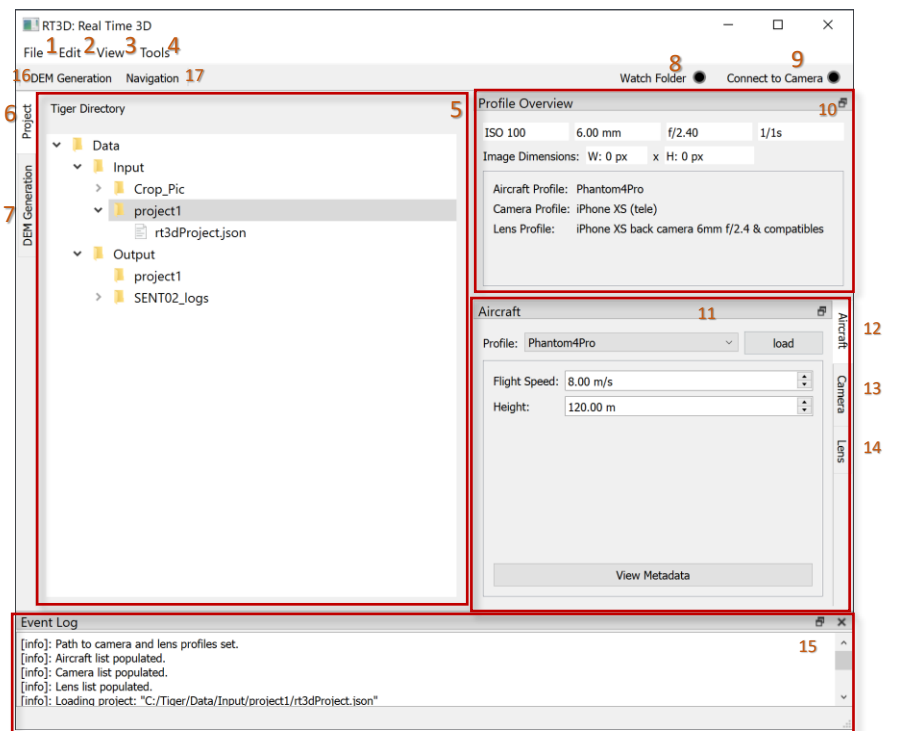 RT3D: Real Time 3D
File 1 Edit 2 View 3 Tools 4
16 DEM Generation Navigation 17 Watch Folder 8 Connect to Camera 9
6 Project
7 DEM Generation
Tiger Directory 5
Data
Input
Crop_Pic
project1
rt3dProject.json
Output
project1
SENT02_logs
Profile Overview 10
ISO 100 6.00 mm f/2.40 1/1s
Image Dimensions: W: 0 px x H: 0 px
Aircraft Profile: Phantom4Pro
Camera Profile: iPhone XS (tele)
Lens Profile: iPhone XS back camera 6mm f/2.4 & compatibles
Aircraft 11
Profile: Phantom4Pro load
Flight Speed: 8.00 m/s
Height: 120.00 m
View Metadata
Aircraft 12
Camera 13
Lens 14
Event Log
15
[info]: Path to camera and lens profiles set.
[info]: Aircraft list populated.
[info]: Camera list populated.
[info]: Lens list populated.
[info]: Loading project: "C:/Tiger/Data/Input/project1/rt3dProject.json"